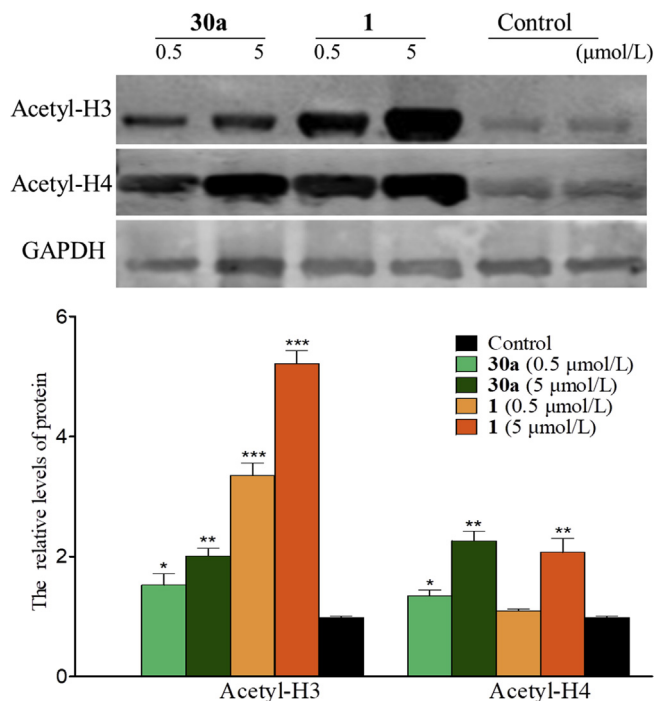 30a 1 Control
0.5 5 0.5 5 (μmol/L)
Acetyl-H3
Acetyl-H4
GAPDH
The relative levels of protein
6
4
2
0
* ** *** ***
* ** **
Control
30a (0.5 μmol/L)
30a (5 μmol/L)
1 (0.5 μmol/L)
1 (5 μmol/L)
Acetyl-H3 Acetyl-H4